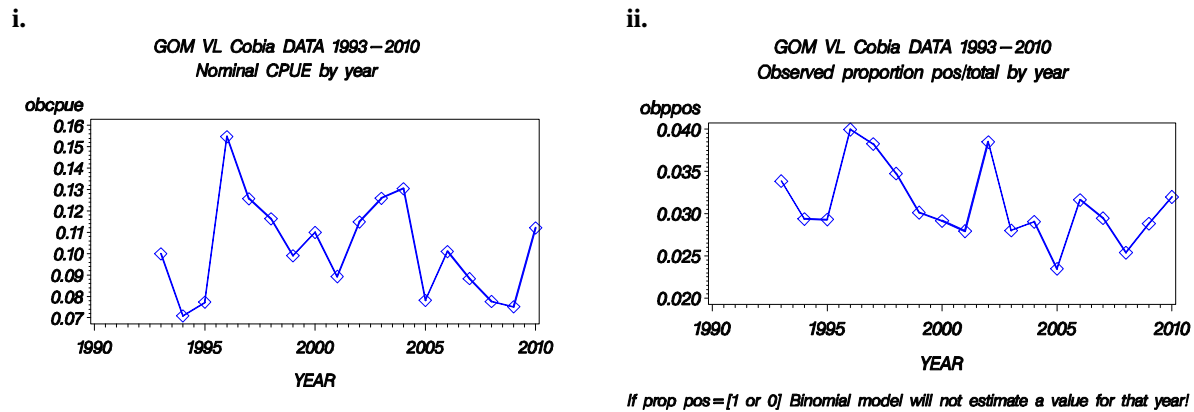 i.
GOM VL Cobia DATA 1993-2010
Nominal CPUE by year
obcpue
0.16
0.15
0.14
0.13
0.12
0.11
0.10
0.09
0.08
0.07
1990 1995 2000 2005 2010
YEAR
ii.
GOM VL Cobia DATA 1993-2010
Observed proportion pos/total by year
obppos
0.040
0.035
0.030
0.025
0.020
1990 1995 2000 2005 2010
YEAR
If prop pos=[1 or 0] Binomial model will not estimate a value for that year!